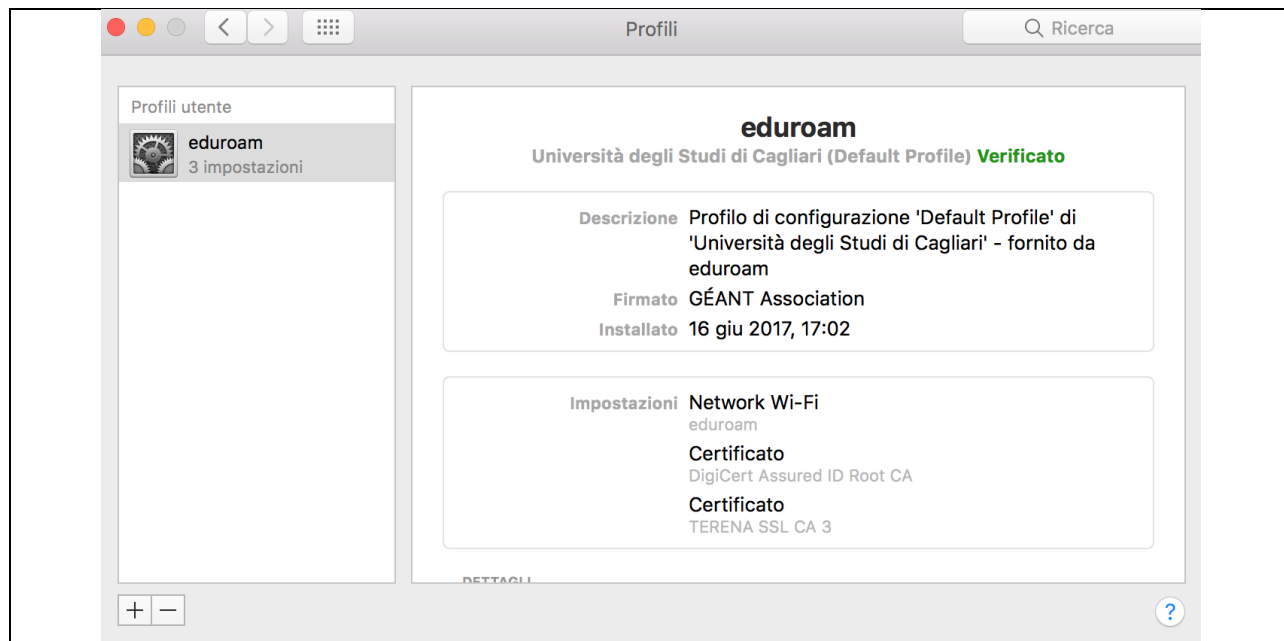 Profili
Ricerca
Profili utente
eduroam
3 impostazioni
eduroam
Università degli Studi di Cagliari (Default Profile) Verificato
Descrizione Profilo di configurazione 'Default Profile' di
'Università degli Studi di Cagliari' - fornito da
eduroam
Firmato GÉANT Association
Installato 16 giu 2017, 17:02
Impostazioni Network Wi-Fi
eduroam
Certificato
DigiCert Assured ID Root CA
Certificato
TERENA SSL CA 3
DETTAGLI
+ −
?